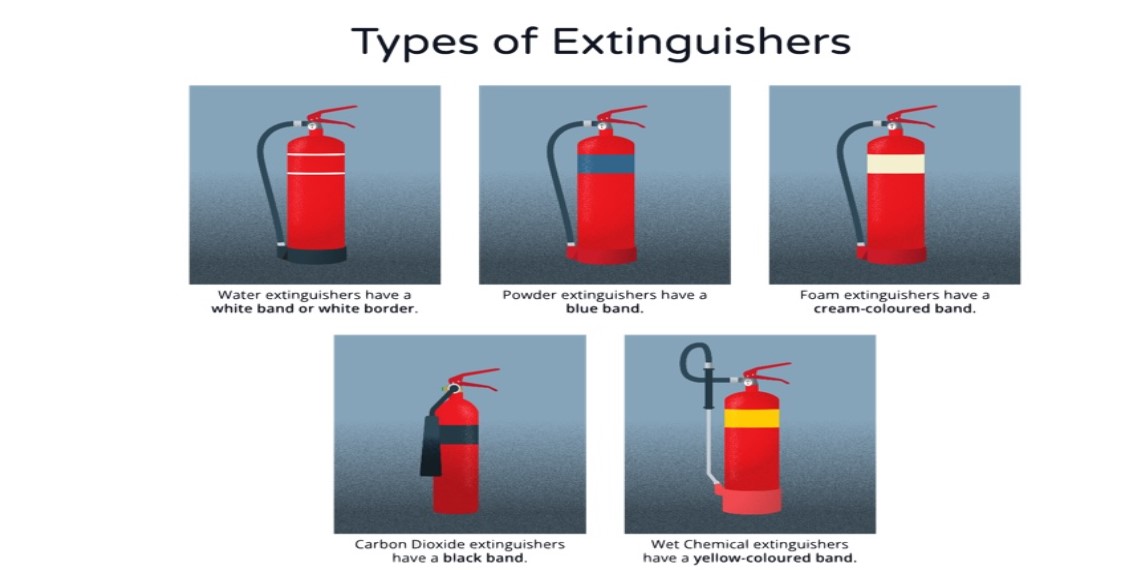 Types of Extinguishers
Water extinguishers have a
white band or white border.
Powder extinguishers have a
blue band.
Foam extinguishers have a
cream-coloured band.
Carbon Dioxide extinguishers
have a black band.
Wet Chemical extinguishers
have a yellow-coloured band.